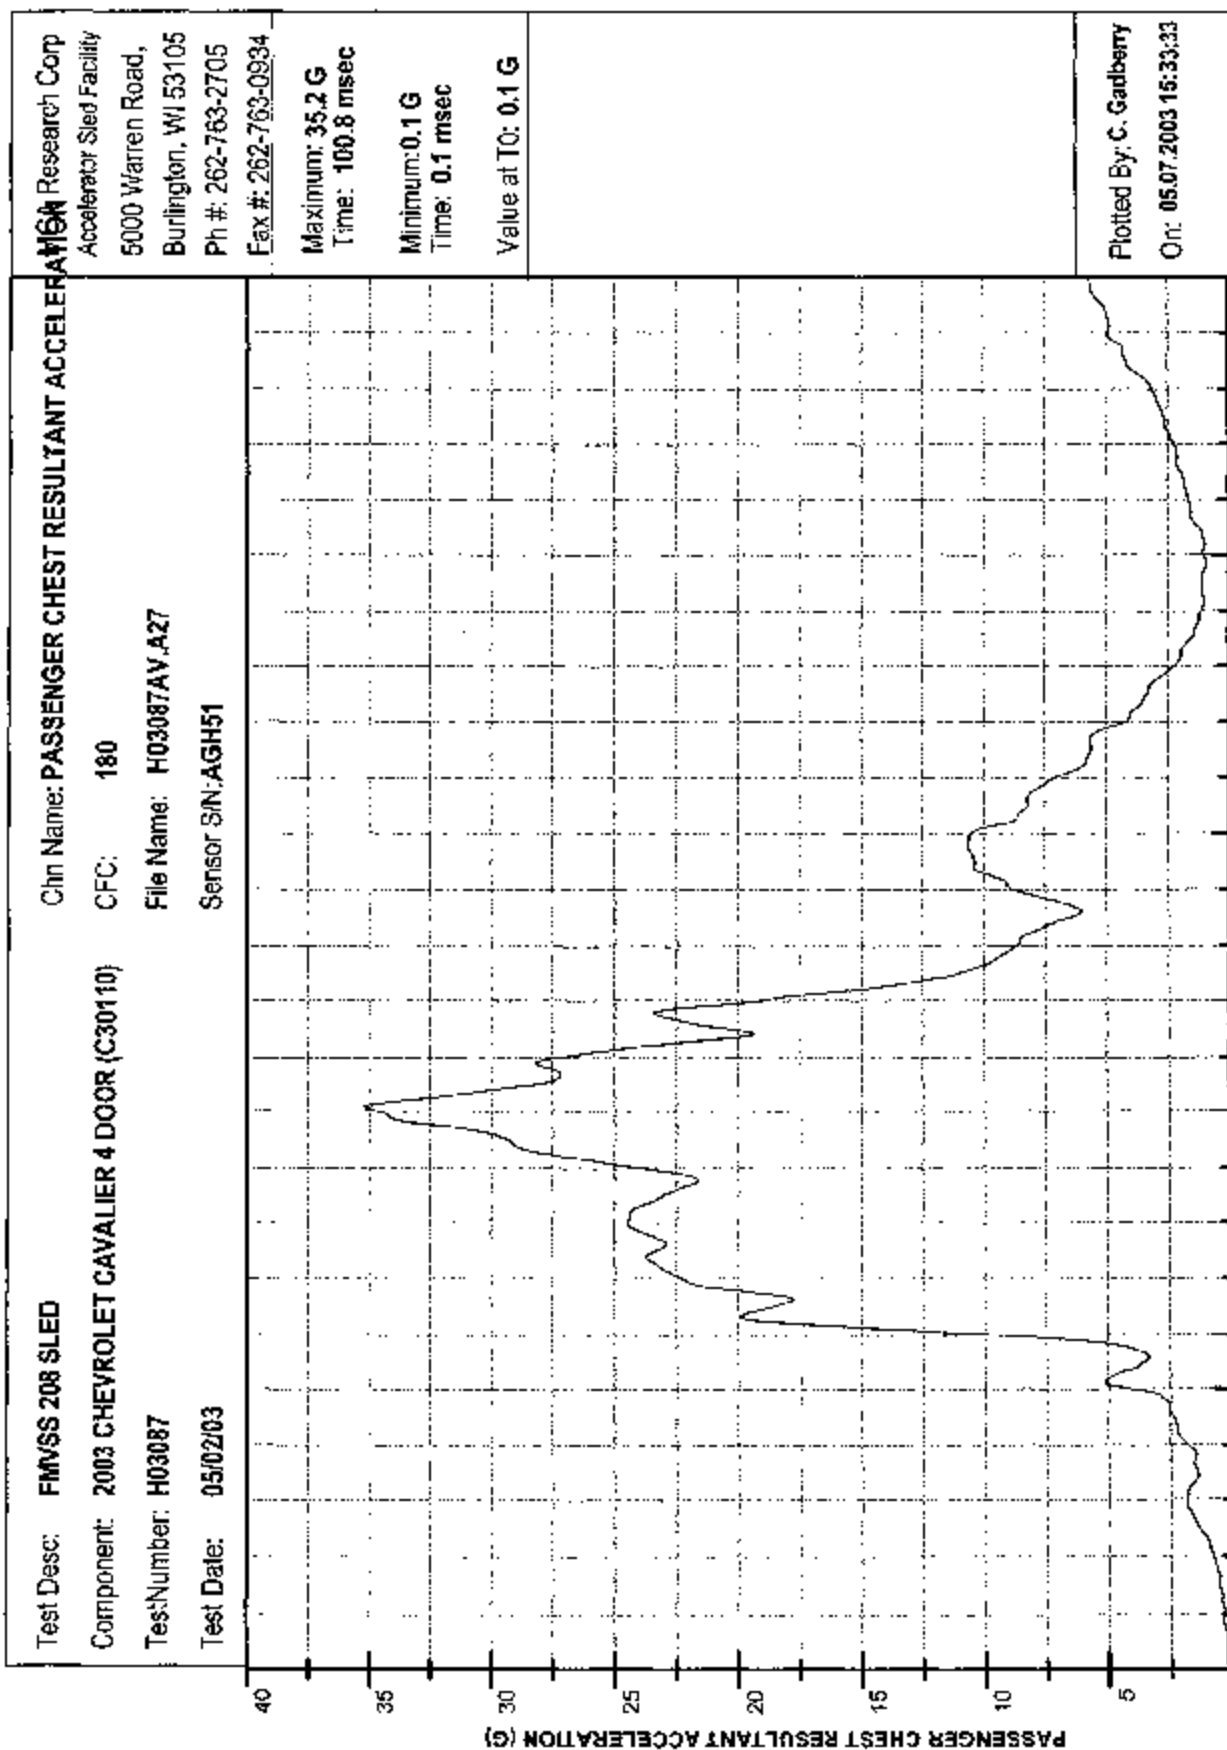 Test Desc: FMVSS 208 SLED
Component: 2003 CHEVROLET CAVALIER 4 DOOR (C30110)
TestNumber: H03087
Test Date: 05/02/03
Chn Name: PASSENGER CHEST RESULTANT ACCELERATION
CFC: 180
File Name: H03087AV.A27
Sensor S/N: AGH51
MGA Research Corp
Accelerator Sled Facility
5000 Warren Road,
Burlington, WI 53105
Ph #: 262-763-2705
Fax #: 262-763-0934
Maximum: 35.2 G
Time: 100.8 msec
Minimum: 0.1 G
Time: 0.1 msec
Value at T0: 0.1 G
Plotted By: C. Gadberry
On: 05.07.2003 15:33:33
PASSENGER CHEST RESULTANT ACCELERATION (G)
40
35
30
25
20
15
10
5